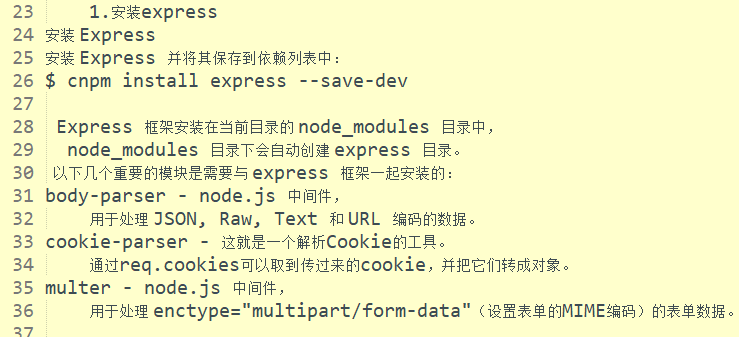 23 1.安装express
24 安装 Express
25 安装 Express 并将其保存到依赖列表中：
26 $ cnpm install express --save-dev
27
28 Express 框架安装在当前目录的 node_modules 目录中，
29 node_modules 目录下会自动创建 express 目录。
30 以下几个重要的模块是需要与 express 框架一起安装的：
31 body-parser - node.js 中间件，
32 用于处理 JSON, Raw, Text 和 URL 编码的数据。
33 cookie-parser - 这就是一个解析Cookie的工具。
34 通过req.cookies可以取到传过来的cookie，并把它们转成对象。
35 multer - node.js 中间件，
36 用于处理 enctype="multipart/form-data"（设置表单的MIME编码）的表单数据。
37